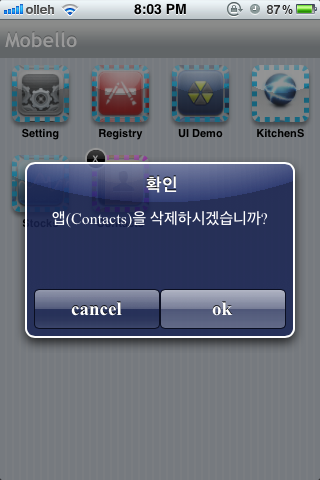 olleh 8:03 PM 87%
Mobello
Setting Registry UI Demo KitchenS
x
확인
앱(Contacts)을 삭제하시겠습니까?
cancel ok